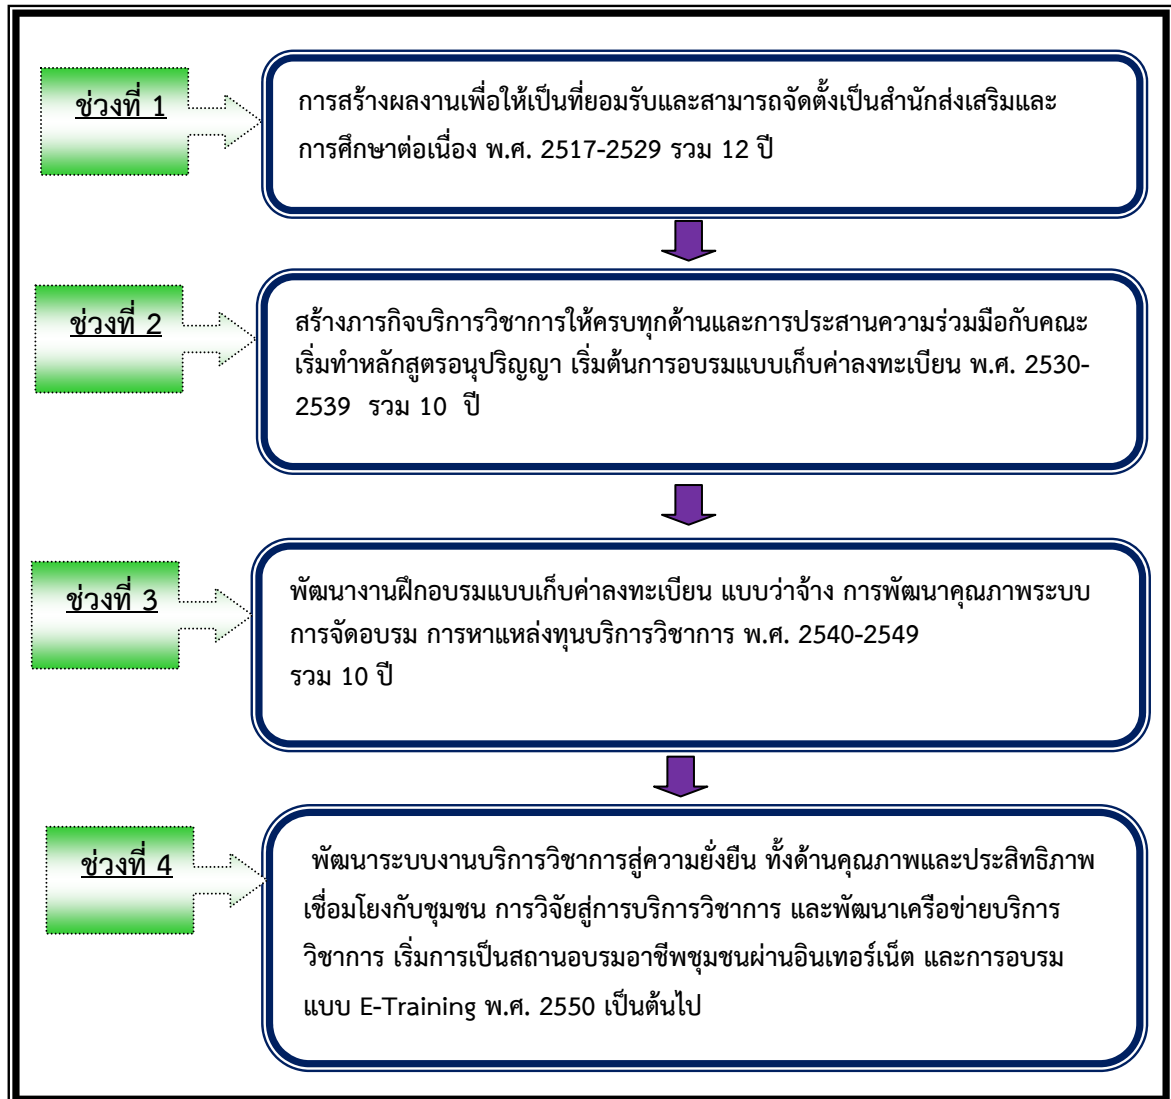 ช่วงที่ 1
การสร้างผลงานเพื่อให้เป็นที่ยอมรับและสามารถจัดตั้งเป็นสำนักส่งเสริมและ
การศึกษาต่อเนื่อง พ.ศ. 2517-2529 รวม 12 ปี
ช่วงที่ 2
สร้างภารกิจบริการวิชาการให้ครบทุกด้านและการประสานความร่วมมือกับคณะ
เริ่มทำหลักสูตรอนุปริญญา เริ่มต้นการอบรมแบบเก็บค่าลงทะเบียน พ.ศ. 2530-
2539 รวม 10 ปี
ช่วงที่ 3
พัฒนางานฝึกอบรมแบบเก็บค่าลงทะเบียน แบบว่าจ้าง การพัฒนาคุณภาพระบบ
การจัดอบรม การหาแหล่งทุนบริการวิชาการ พ.ศ. 2540-2549
รวม 10 ปี
ช่วงที่ 4
พัฒนาระบบงานบริการวิชาการสู่ความยั่งยืน ทั้งด้านคุณภาพและประสิทธิภาพ
เชื่อมโยงกับชุมชน การวิจัยสู่การบริการวิชาการ และพัฒนาเครือข่ายบริการ
วิชาการ เริ่มการเป็นสถานอบรมอาชีพชุมชนผ่านอินเทอร์เน็ต และการอบรม
แบบ E-Training พ.ศ. 2550 เป็นต้นไป